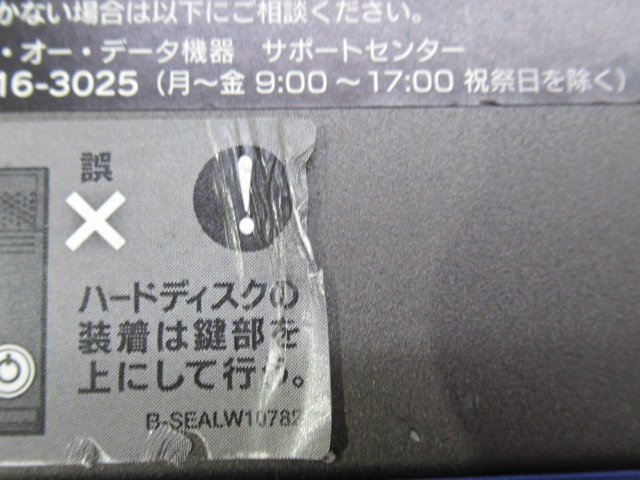 かない場合は以下にご相談ください。
・オー・データ機器 サポートセンター
16-3025（月～金 9:00～17:00 祝祭日を除く）
誤
ハードディスクの
装着は鍵部を
上にして行う。
B-SEALW10782